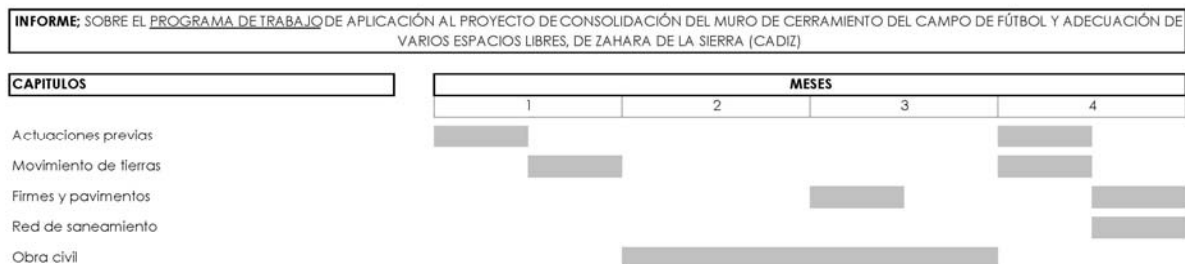 INFORME; SOBRE EL PROGRAMA DE TRABAJO DE APLICACIÓN AL PROYECTO DE CONSOLIDACIÓN DEL MURO DE CERRAMIENTO DEL CAMPO DE FÚTBOL Y ADECUACIÓN DE
VARIOS ESPACIOS LIBRES, DE ZAHARA DE LA SIERRA (CADIZ)
CAPITULOS MESES
1 2 3 4
Actuaciones previas
Movimiento de tierras
Firmes y pavimentos
Red de saneamiento
Obra civil